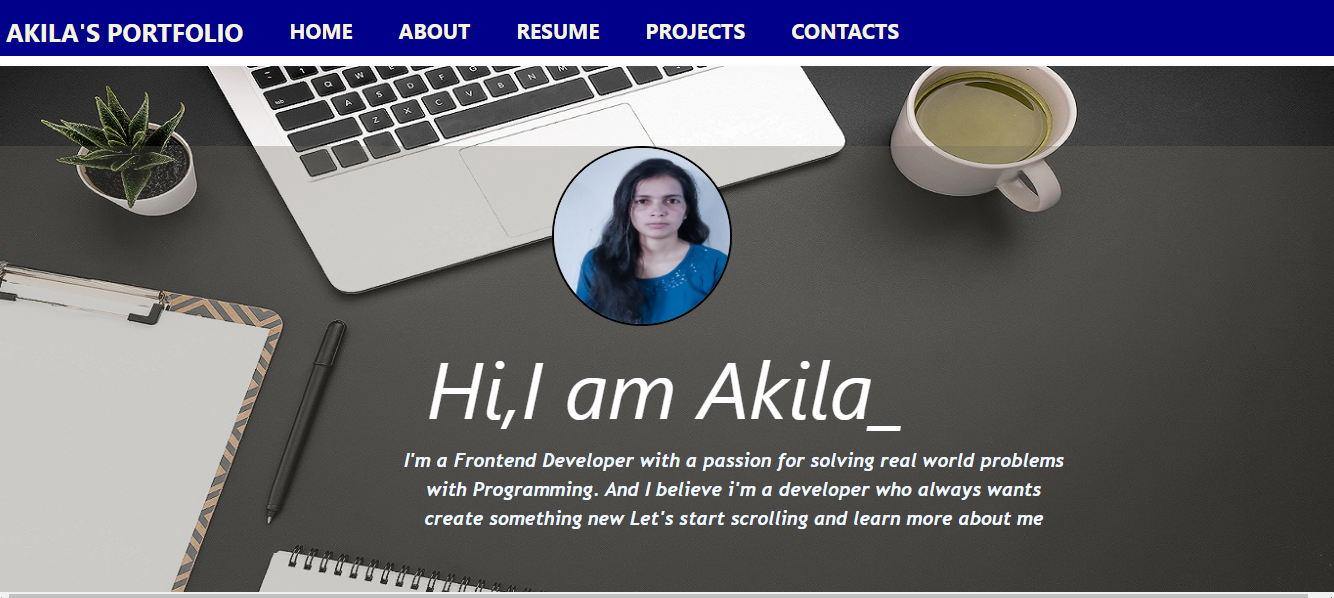 AKILA'S PORTFOLIO HOME ABOUT RESUME PROJECTS CONTACTS
Hi,I am Akila_
I'm a Frontend Developer with a passion for solving real world problems
with Programming. And I believe i'm a developer who always wants
create something new Let's start scrolling and learn more about me